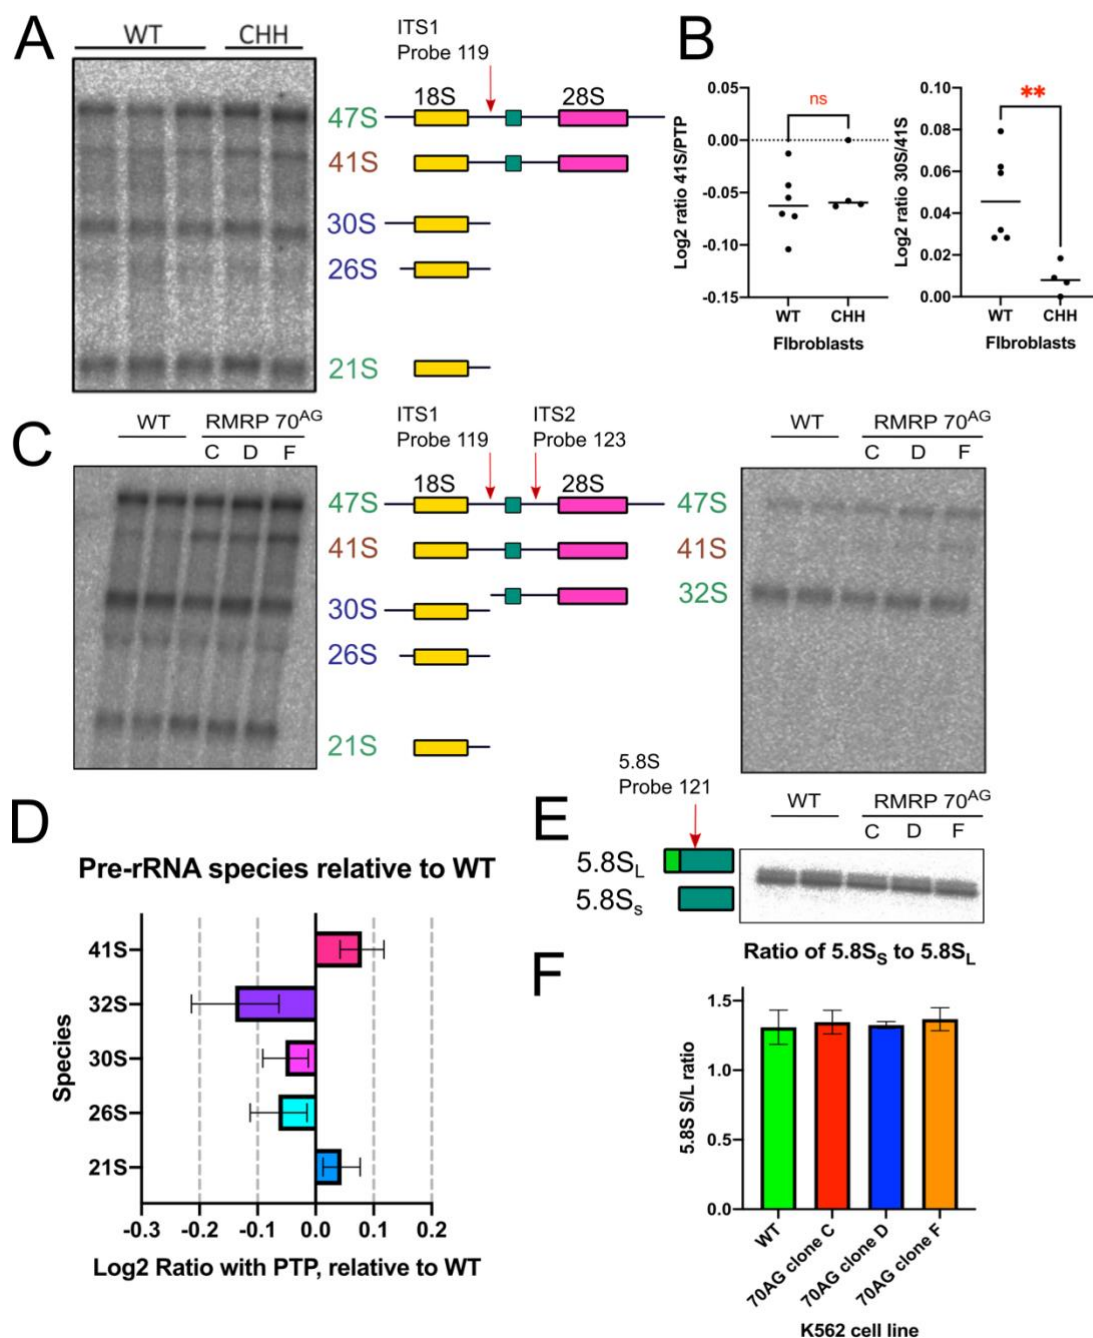 A
WT
CHH
ITS1
Probe 119
18S
28S
47S
41S
30S
26S
21S
B
ns
Log2 ratio 41S/PTP
0.05
0.00
-0.05
-0.10
-0.15
WT
CHH
FIbroblasts
**
Log2 ratio 30S/41S
0.10
0.08
0.06
0.04
0.02
0.00
WT
CHH
FIbroblasts
C
WT
RMRP 70AG
C D F
ITS1
Probe 119
ITS2
Probe 123
18S
28S
47S
41S
30S
26S
21S
47S
41S
32S
WT
RMRP 70AG
C D F
D
Pre-rRNA species relative to WT
Species
41S
32S
30S
26S
21S
-0.3 -0.2 -0.1 0.0 0.1 0.2
Log2 Ratio with PTP, relative to WT
E
5.8S
Probe 121
5.8SL
5.8Ss
WT
RMRP 70AG
C D F
F
Ratio of 5.8SS to 5.8SL
5.8S S/L ratio
1.5
1.0
0.5
0.0
WT
70AG clone C
70AG clone D
70AG clone F
K562 cell line